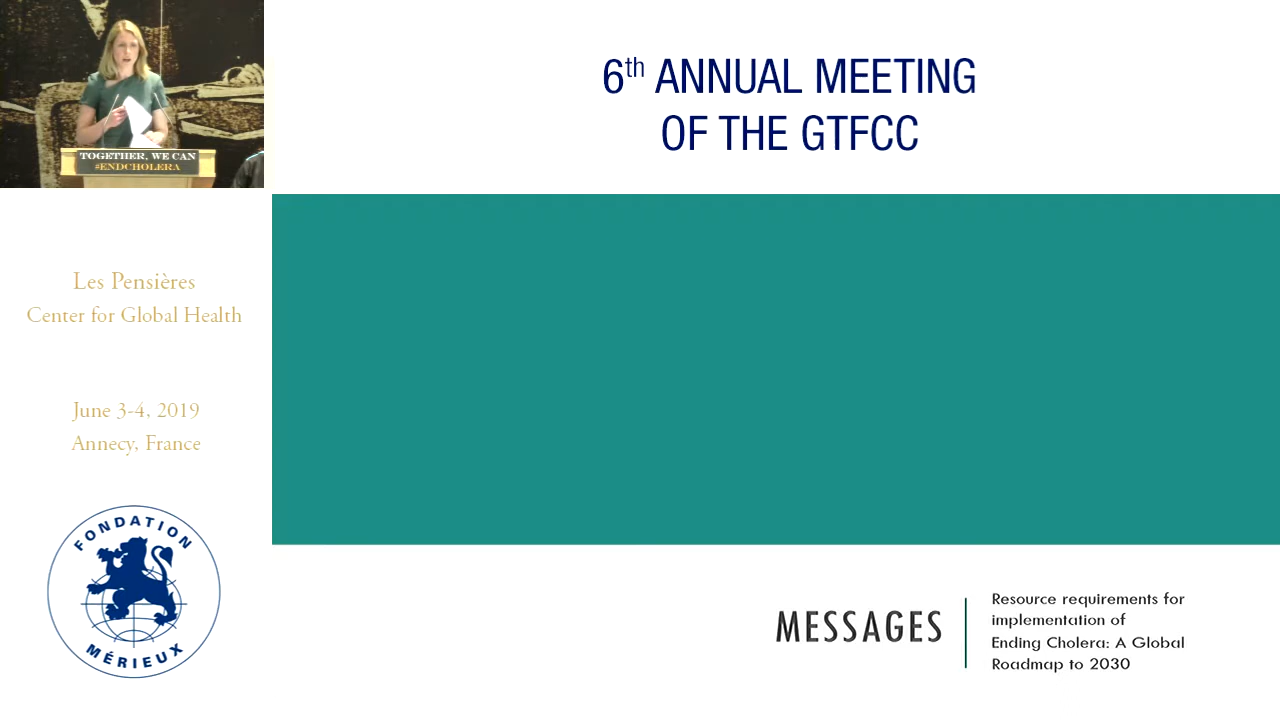 TOGETHER, WE CAN
#ENDCHOLERA
6th ANNUAL MEETING
OF THE GTFCC
Les Pensières
Center for Global Health
June 3-4, 2019
Annecy, France
FONDATION
MÉRIEUX
MESSAGES
Resource requirements for
implementation of
Ending Cholera: A Global
Roadmap to 2030